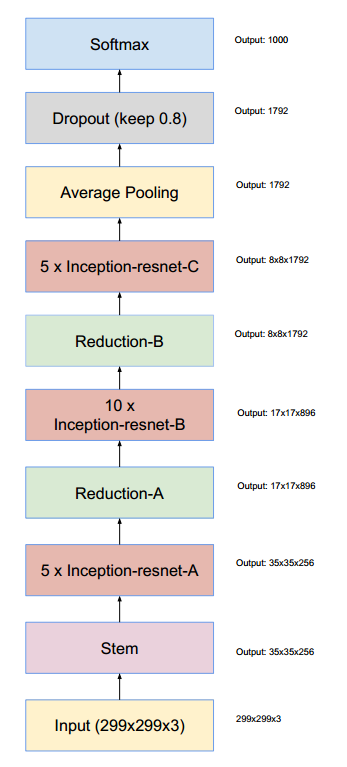 Softmax
Output: 1000
Dropout (keep 0.8)
Output: 1792
Average Pooling
Output: 1792
5 x Inception-resnet-C
Output: 8x8x1792
Reduction-B
Output: 8x8x1792
10 x
Inception-resnet-B
Output: 17x17x896
Reduction-A
Output: 17x17x896
5 x Inception-resnet-A
Output: 35x35x256
Stem
Output: 35x35x256
Input (299x299x3)
299x299x3